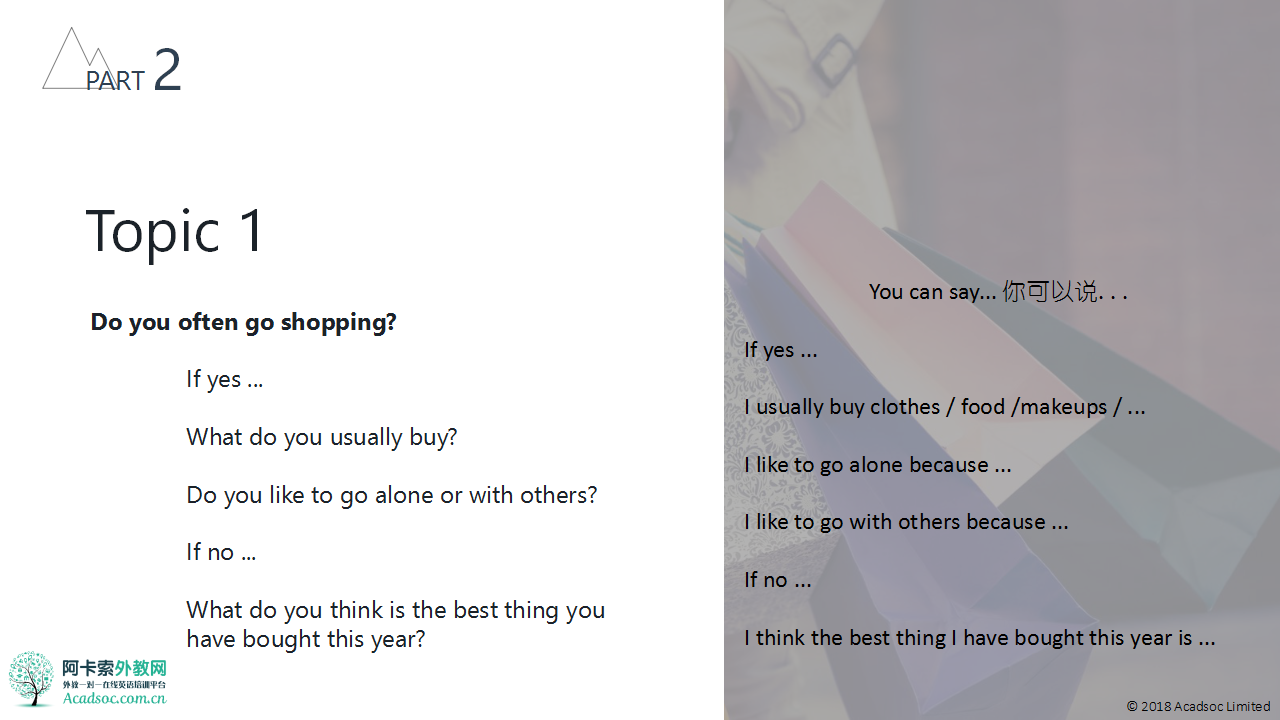 PART 2
Topic 1
Do you often go shopping?
If yes ...
What do you usually buy?
Do you like to go alone or with others?
If no ...
What do you think is the best thing you
have bought this year?
You can say... 你可以说. . .
If yes ...
I usually buy clothes / food /makeups / ...
I like to go alone because ...
I like to go with others because ...
If no ...
I think the best thing I have bought this year is ...
阿卡索外教网
外教一对一在线英语培训平台
Acadsoc.com.cn
© 2018 Acadsoc Limited